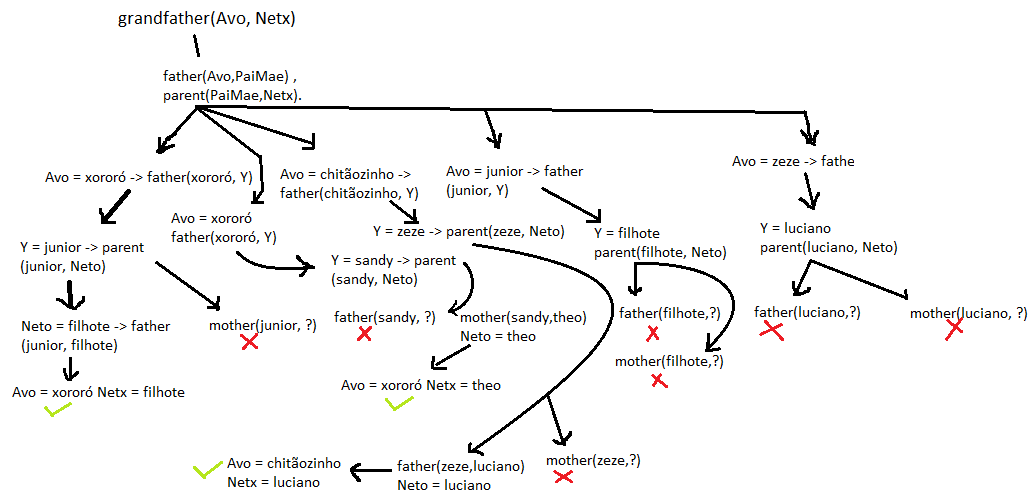 grandfather(Avo, Netx)
father(Avo,PaiMae) ,
parent(PaiMae,Netx).
Avo = xororó -> father(xororó, Y)
Avo = xororó
father(xororó, Y)
Avo = chitãozinho ->
father(chitãozinho, Y)
Avo = junior -> father
(junior, Y)
Avo = zeze -> fathe
Y = junior -> parent
(junior, Neto)
Y = sandy -> parent
(sandy, Neto)
Y = zeze -> parent(zeze, Neto)
Y = filhote
parent(filhote, Neto)
Y = luciano
parent(luciano, Neto)
Neto = filhote -> father
(junior, filhote)
mother(junior, ?)
father(sandy, ?)
mother(sandy,theo)
Neto = theo
father(filhote,?)
mother(filhote,?)
father(luciano,?)
mother(luciano, ?)
Avo = xororó Netx = filhote
Avo = xororó Netx = theo
Avo = chitãozinho
Netx = luciano
father(zeze,luciano)
Neto = luciano
mother(zeze,?)